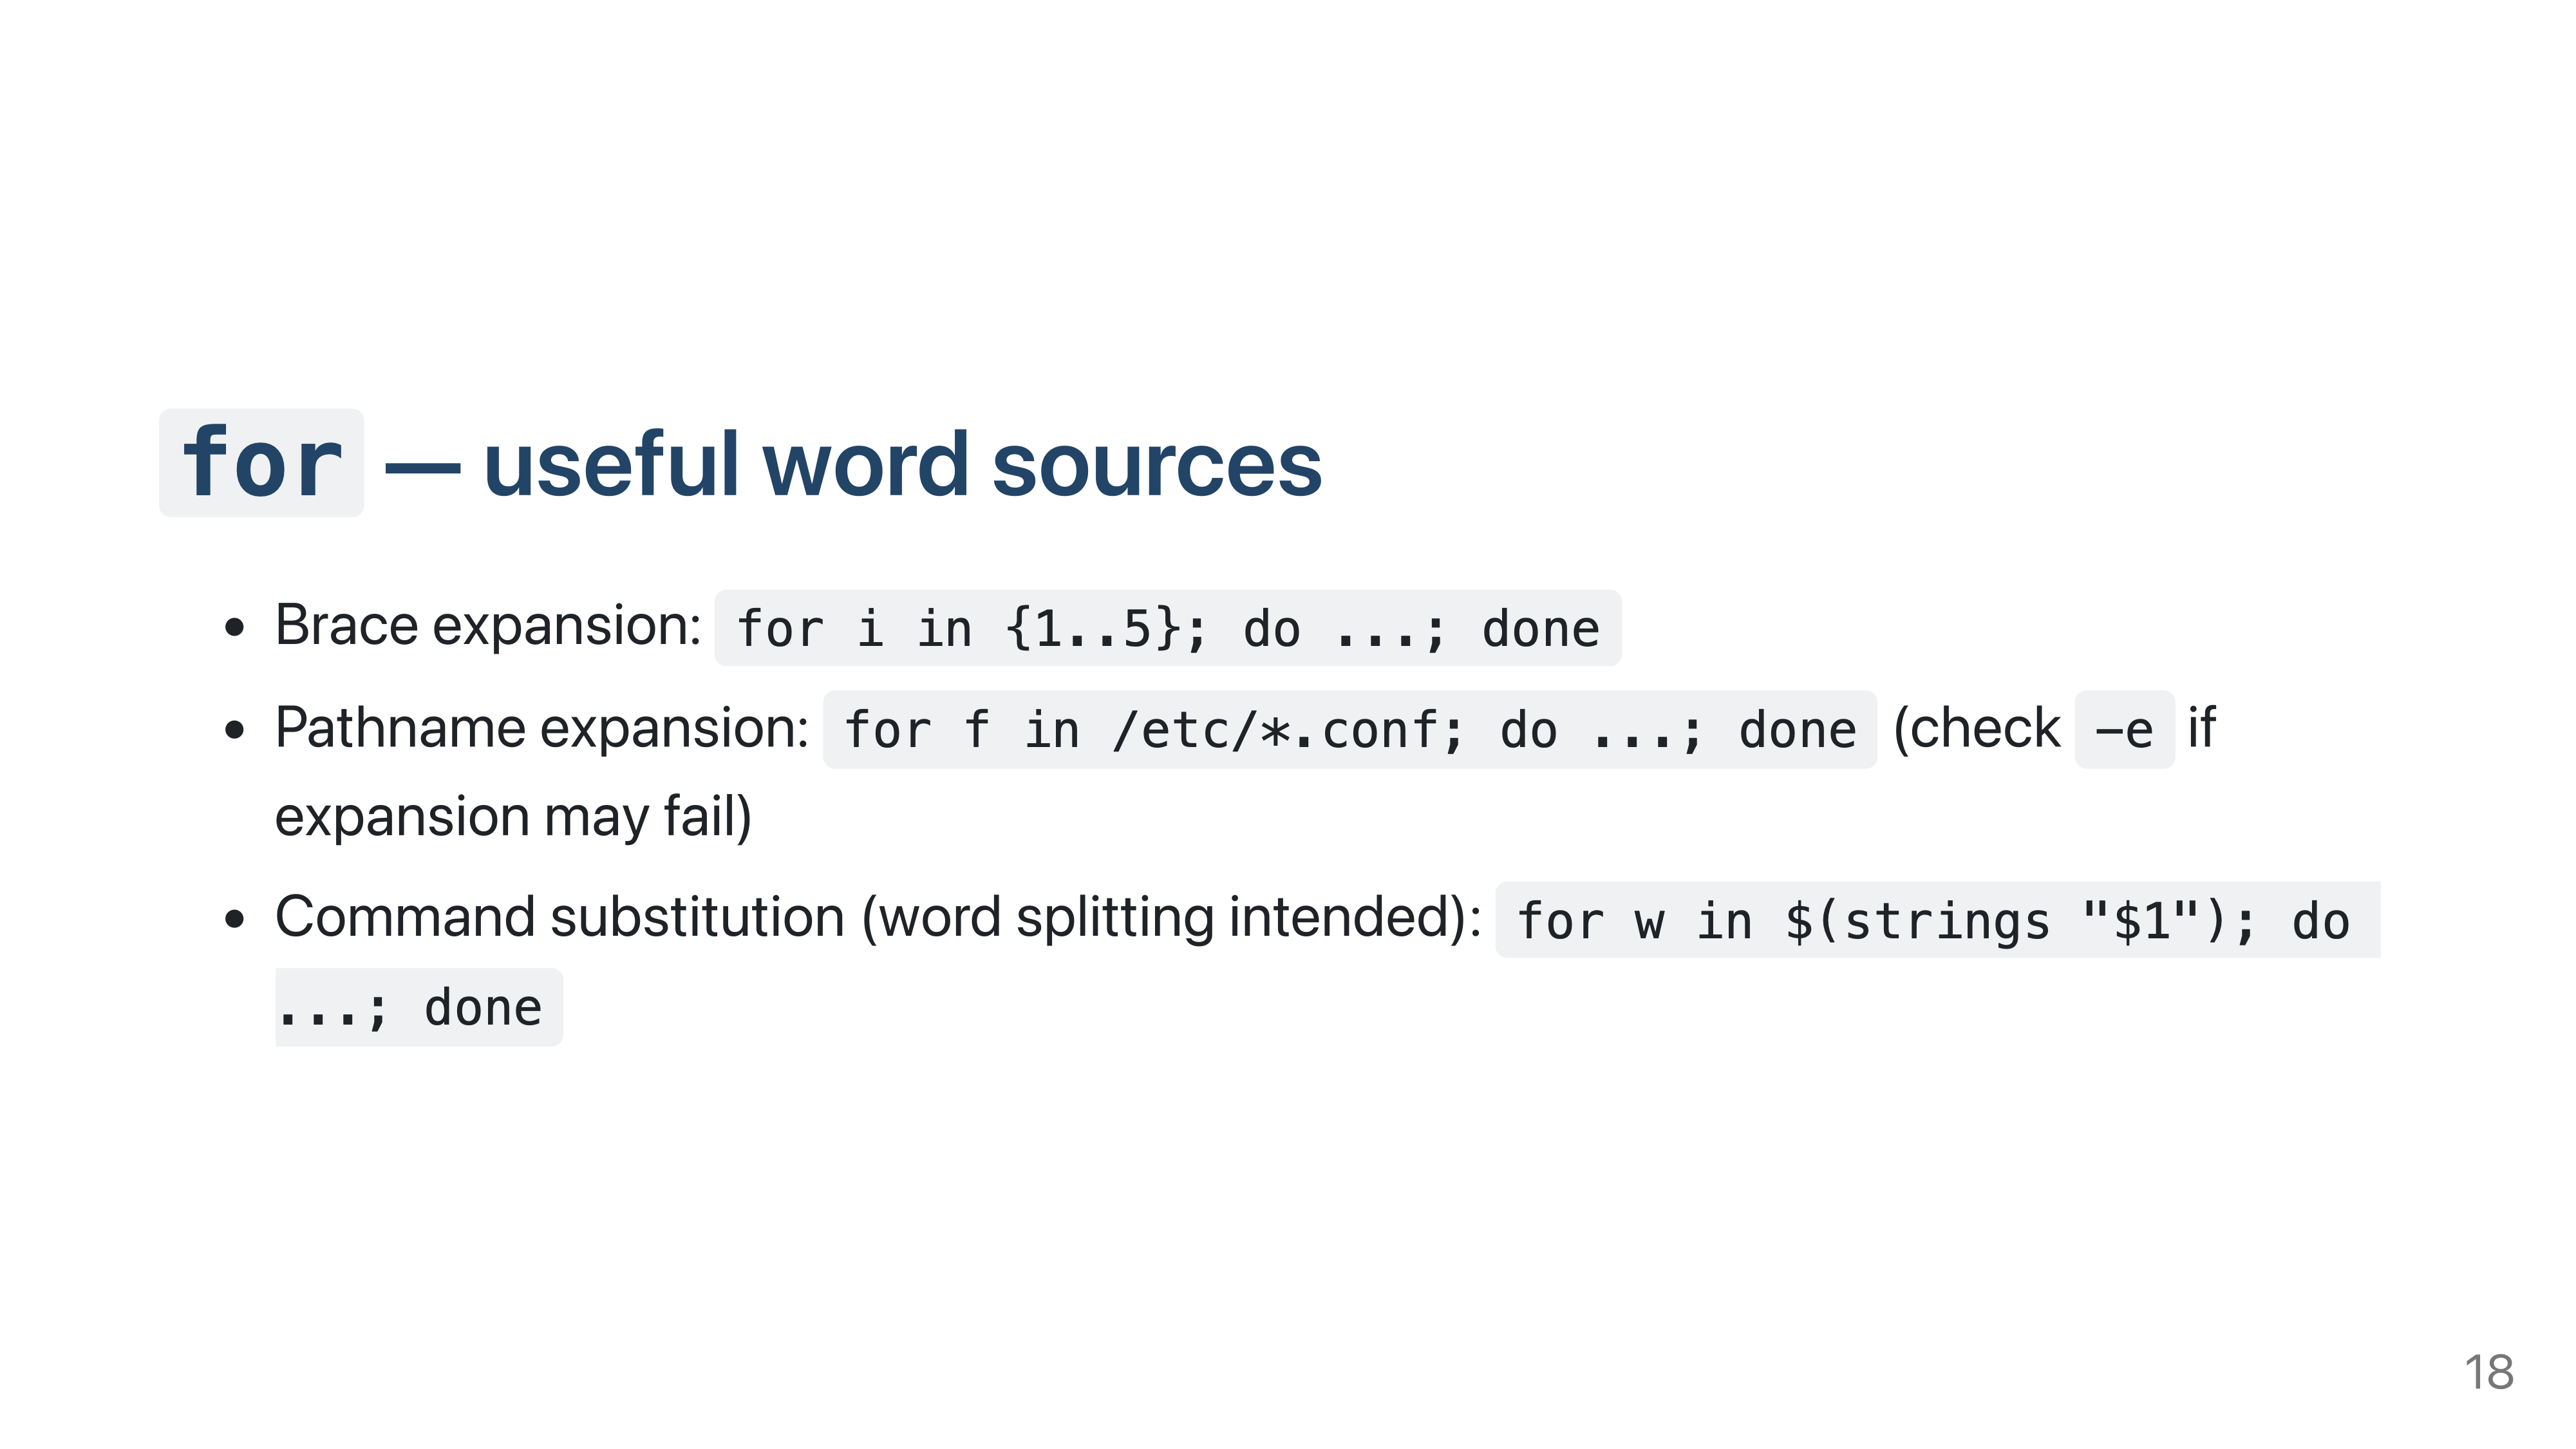 for — useful word sources
• Brace expansion: for i in {1..5}; do ...; done
• Pathname expansion: for f in /etc/*.conf; do ...; done (check -e if
expansion may fail)
• Command substitution (word splitting intended): for w in $(strings "$1"); do
...; done
18